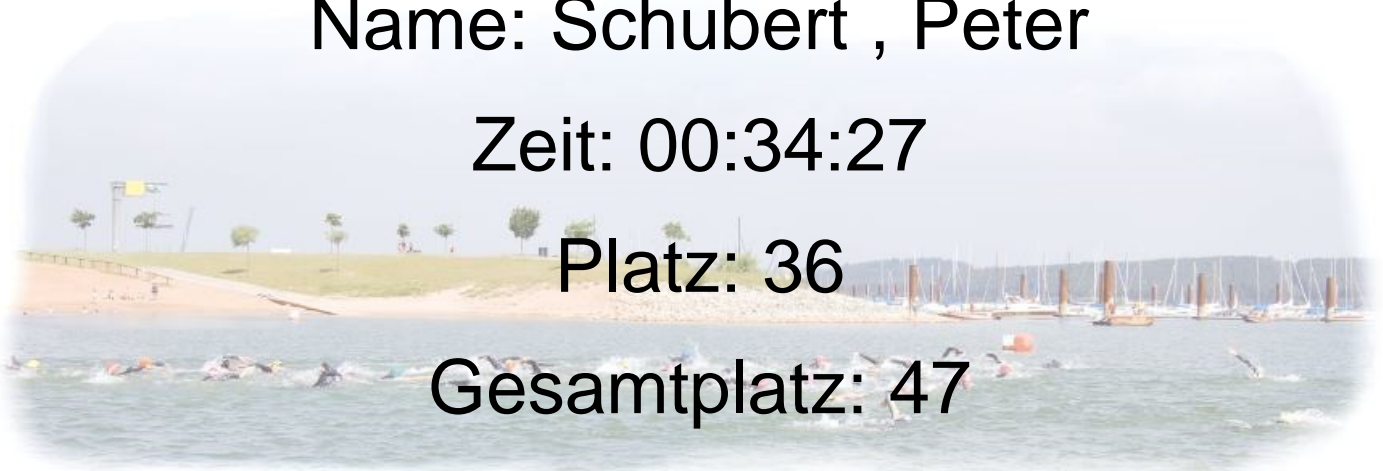 Name: Schubert , Peter
Zeit: 00:34:27
Platz: 36
Gesamtplatz: 47